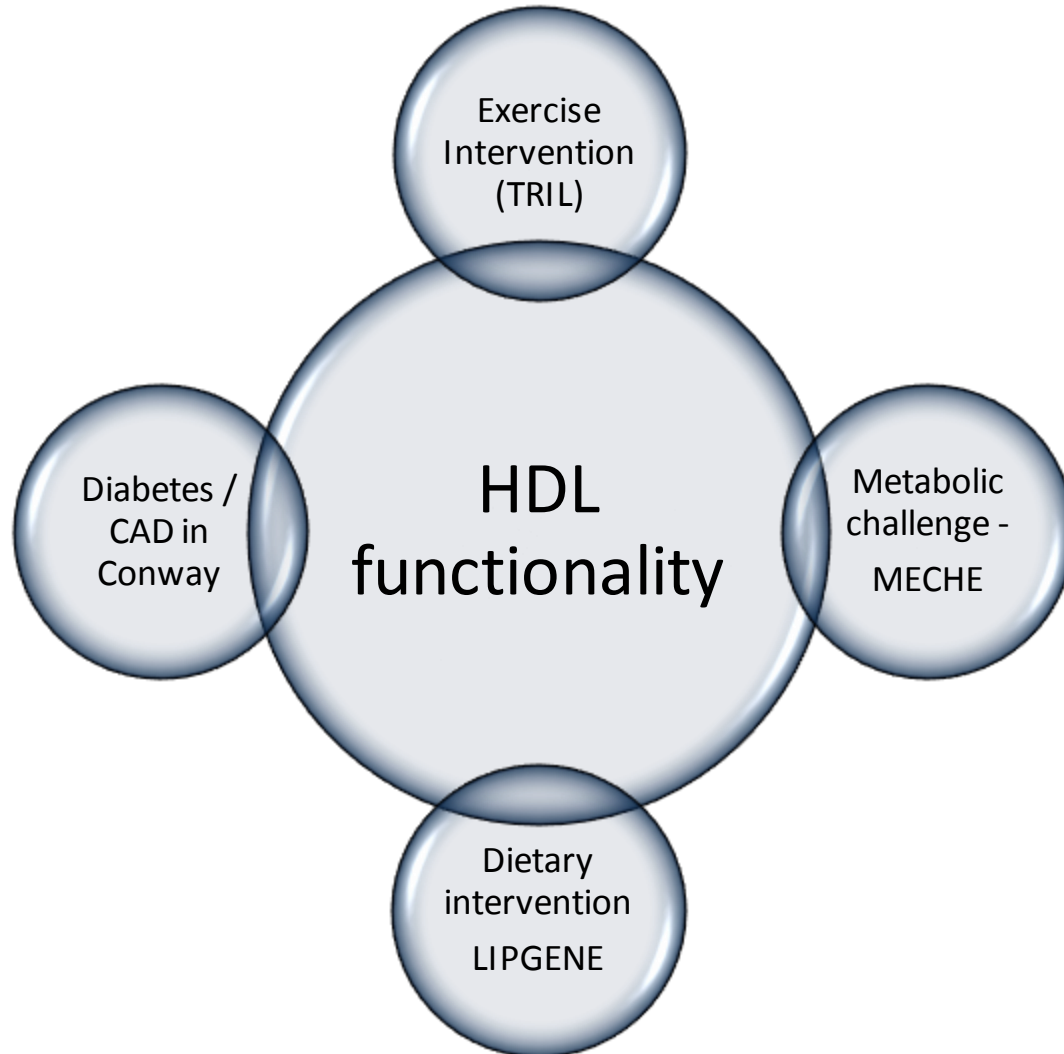 Exercise
Intervention
(TRIL)
Diabetes /
CAD in
Conway
HDL
functionality
Metabolic
challenge -
MECHE
Dietary
intervention
LIPGENE